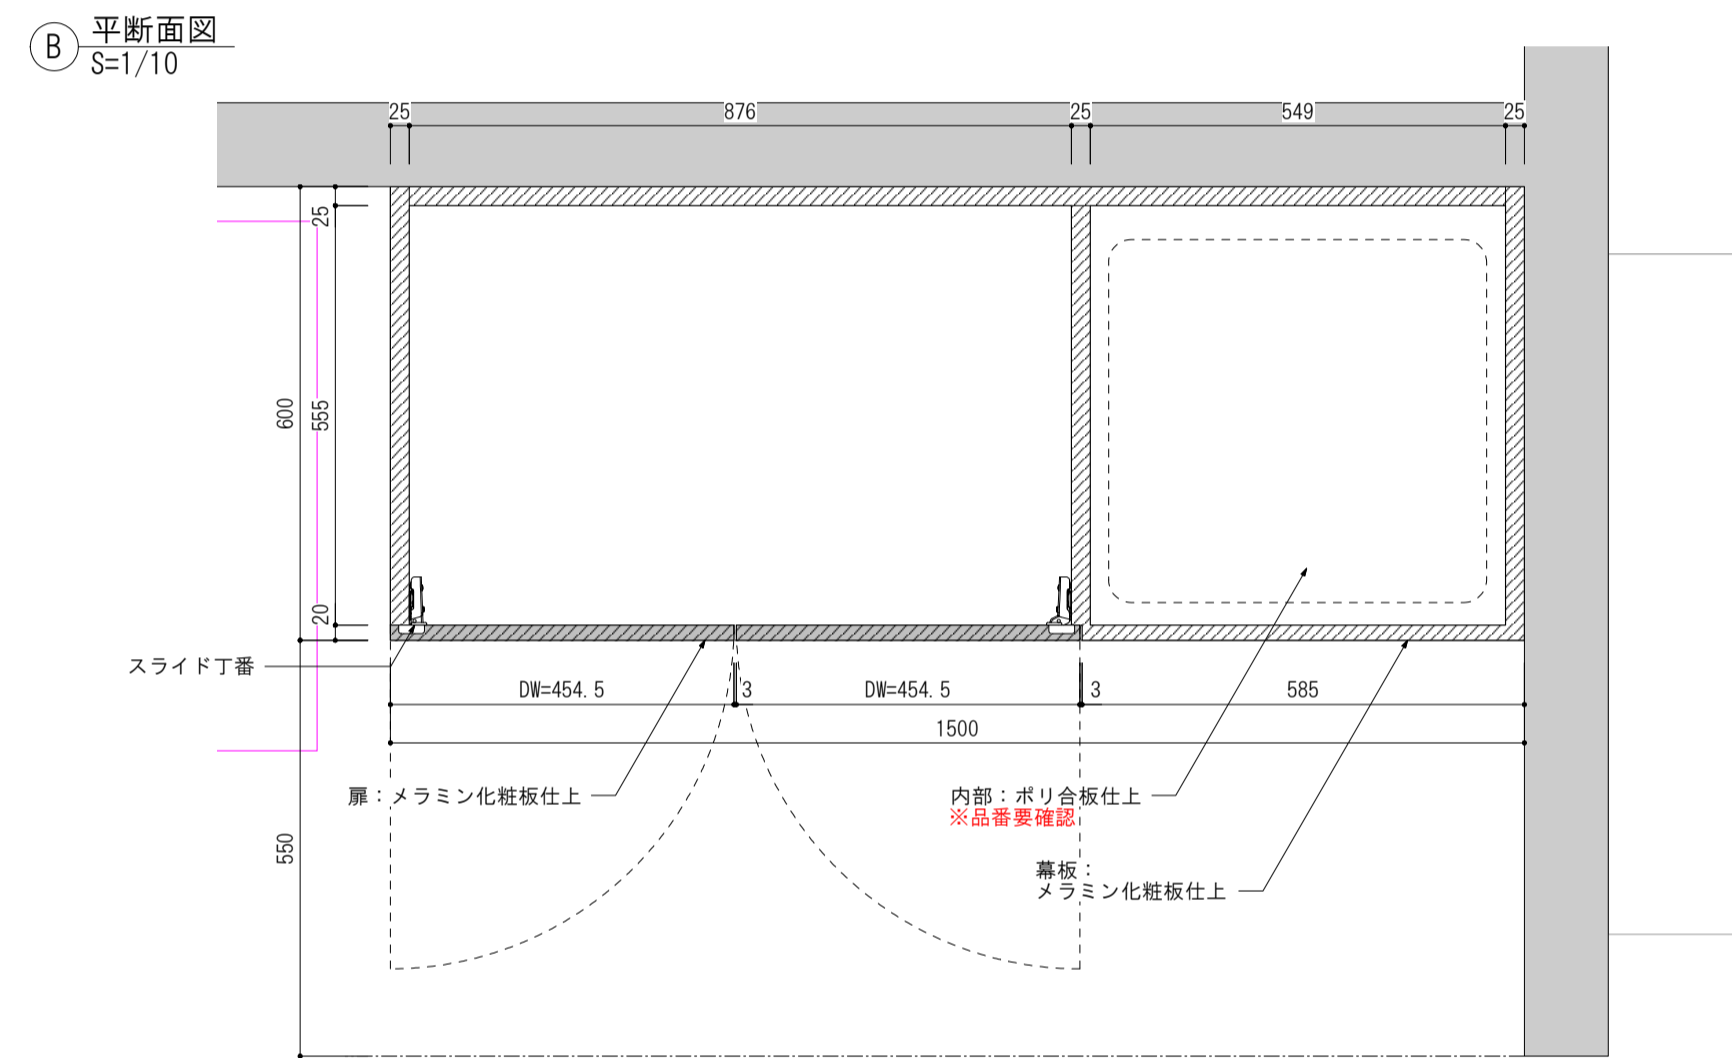 B 平断面図
S=1/10
25 876 25 549 25
25
600 555
20
スライド丁番
DW=454.5 3 DW=454.5 3 585
1500
扉：メラミン化粧板仕上
内部：ポリ合板仕上
※品番要確認
550
幕板：
メラミン化粧板仕上